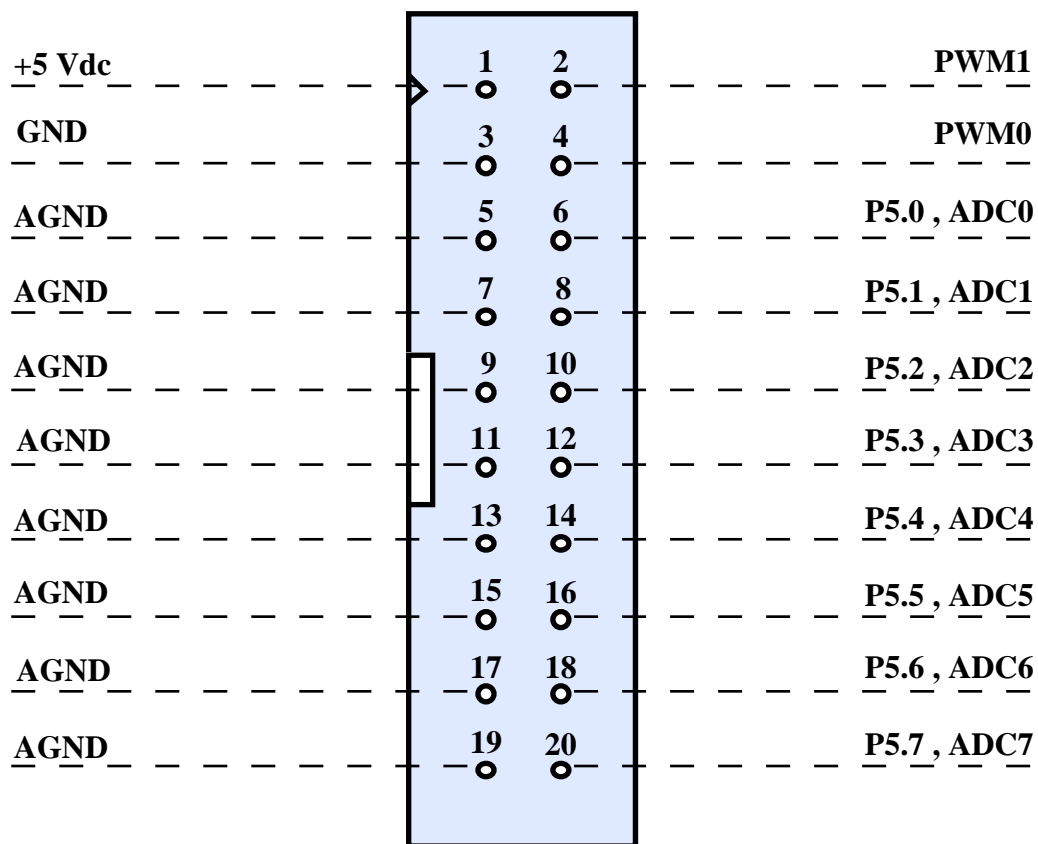 +5 Vdc 1 2 PWM1
GND 3 4 PWM0
AGND 5 6 P5.0 , ADC0
AGND 7 8 P5.1 , ADC1
AGND 9 10 P5.2 , ADC2
AGND 11 12 P5.3 , ADC3
AGND 13 14 P5.4 , ADC4
AGND 15 16 P5.5 , ADC5
AGND 17 18 P5.6 , ADC6
AGND 19 20 P5.7 , ADC7